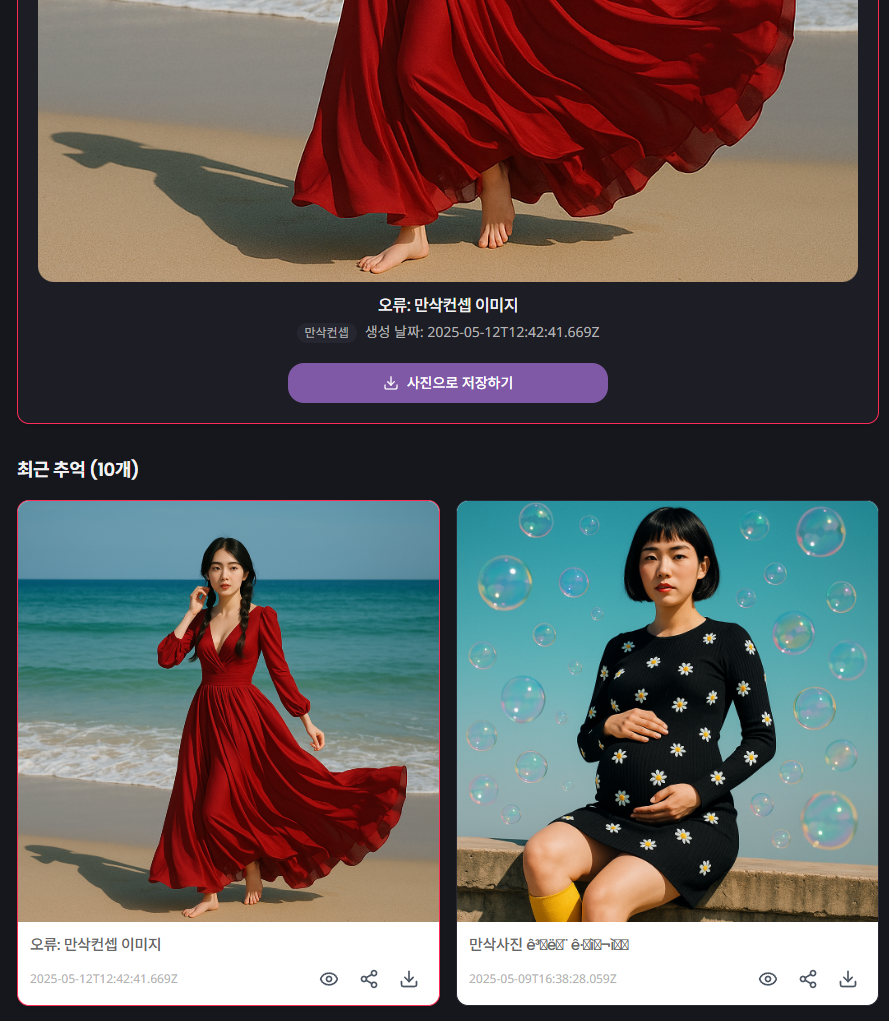 오류: 만삭컨셉 이미지
만삭컨셉 생성 날짜: 2025-05-12T12:42:41.669Z
사진으로 저장하기
최근 추억 (10개)
오류: 만삭컨셉 이미지
2025-05-12T12:42:41.669Z
만삭사진
2025-05-09T16:38:28.059Z